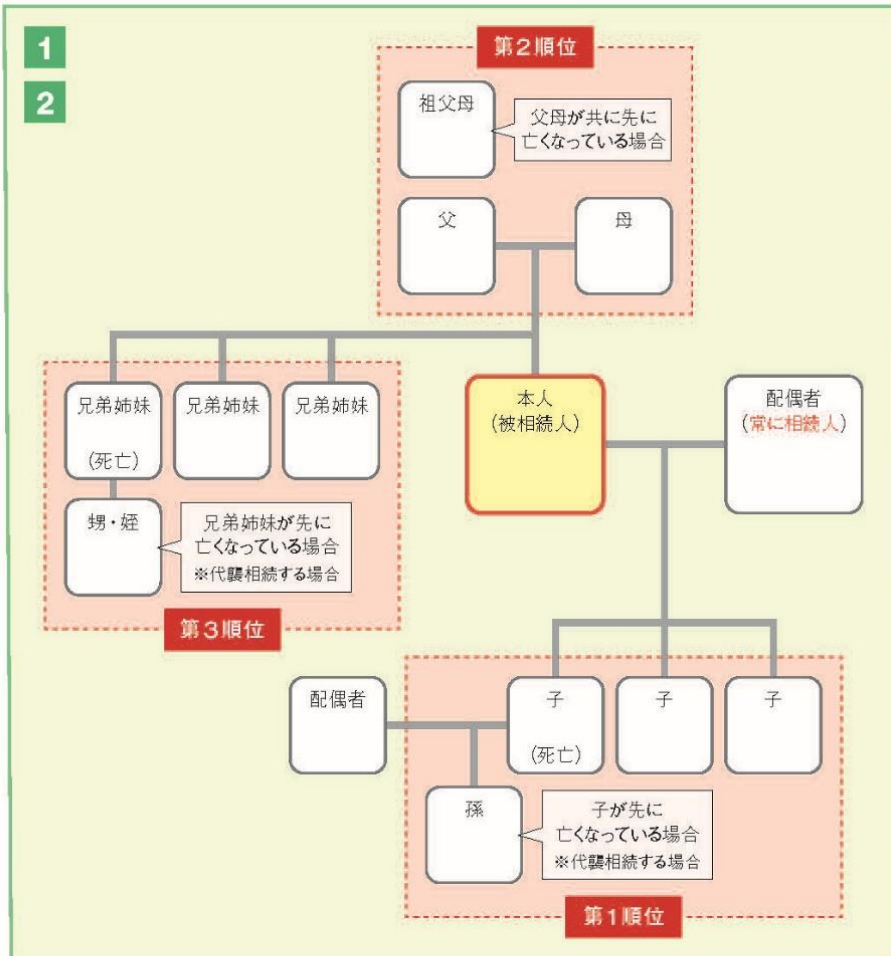 1
2
第2順位
祖父母
父母が共に先に
亡くなっている場合
父
母
兄弟姉妹
(死亡)
兄弟姉妹
兄弟姉妹
本人
(被相続人)
配偶者
(常に相続人)
甥・姪
兄弟姉妹が先に
亡くなっている場合
※代襲相続する場合
第3順位
配偶者
子
(死亡)
子
子
孫
子が先に
亡くなっている場合
※代襲相続する場合
第1順位